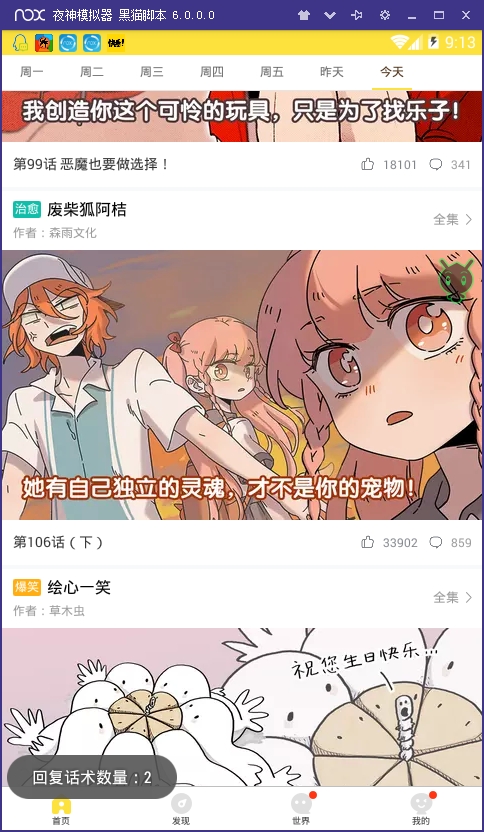 nox 夜神模拟器 黑猫脚本 6.0.0.0
快手! 9:13
周一 周二 周三 周四 周五 昨天 今天
我创造你这个可怜的玩具，只是为了找乐子！
第99话 恶魔也要做选择！ 18101 341
治愈 废柴狐阿桔 全集
作者：森雨文化
她有自己独立的灵魂，才不是你的宠物！
第106话（下） 33902 859
爆笑 绘心一笑 全集
作者：草木虫
祝您生日快乐...
回复话术数量：2
首页 发现 世界 我的